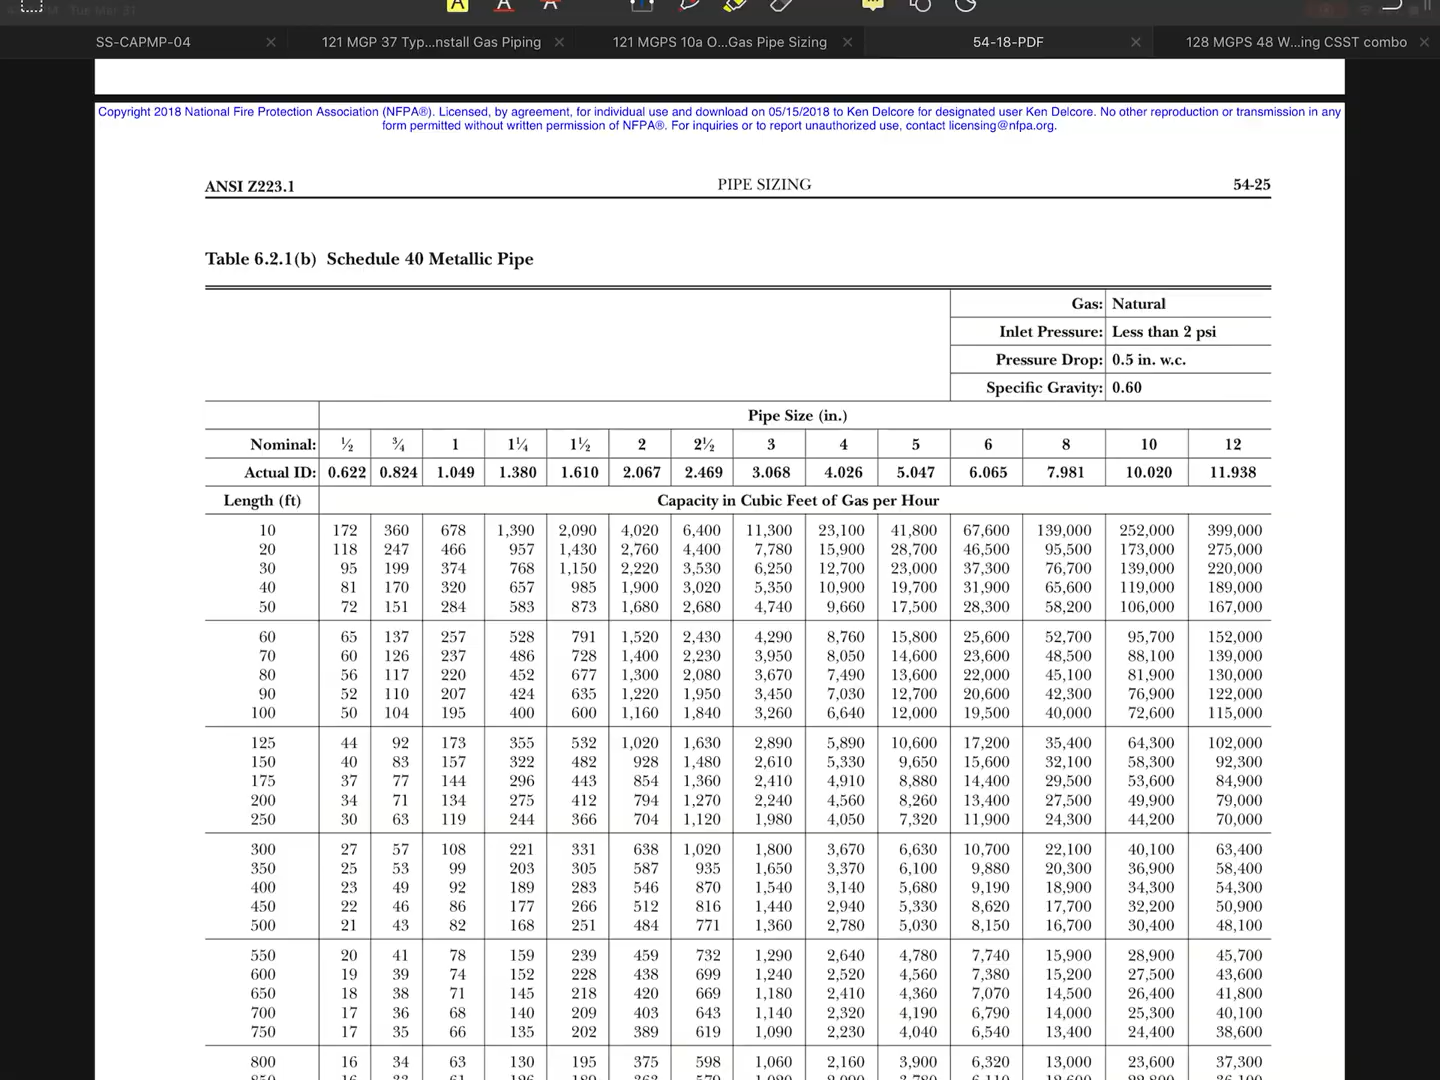 Tue Mar 31
SS-CAPMP-04
121 MGP 37 Typ...nstall Gas Piping
121 MGPS 10a O...Gas Pipe Sizing
54-18-PDF
128 MGPS 48 W...ing CSST combo
Copyright 2018 National Fire Protection Association (NFPA®). Licensed, by agreement, for individual use and download on 05/15/2018 to Ken Delcore for designated user Ken Delcore. No other reproduction or transmission in any
form permitted without written permission of NFPA®. For inquiries or to report unauthorized use, contact licensing@nfpa.org.
ANSI Z223.1 PIPE SIZING 54-25
Table 6.2.1(b) Schedule 40 Metallic Pipe
Gas: Natural
Inlet Pressure: Less than 2 psi
Pressure Drop: 0.5 in. w.c.
Specific Gravity: 0.60
Pipe Size (in.)
Nominal: ½ ¾ 1 1¼ 1½ 2 2½ 3 4 5 6 8 10 12
Actual ID: 0.622 0.824 1.049 1.380 1.610 2.067 2.469 3.068 4.026 5.047 6.065 7.981 10.020 11.938
Length (ft) Capacity in Cubic Feet of Gas per Hour
10 172 360 678 1,390 2,090 4,020 6,400 11,300 23,100 41,800 67,600 139,000 252,000 399,000
20 118 247 466 957 1,430 2,760 4,400 7,780 15,900 28,700 46,500 95,500 173,000 275,000
30 95 199 374 768 1,150 2,220 3,530 6,250 12,700 23,000 37,300 76,700 139,000 220,000
40 81 170 320 657 985 1,900 3,020 5,350 10,900 19,700 31,900 65,600 119,000 189,000
50 72 151 284 583 873 1,680 2,680 4,740 9,660 17,500 28,300 58,200 106,000 167,000
60 65 137 257 528 791 1,520 2,430 4,290 8,760 15,800 25,600 52,700 95,700 152,000
70 60 126 237 486 728 1,400 2,230 3,950 8,050 14,600 23,600 48,500 88,100 139,000
80 56 117 220 452 677 1,300 2,080 3,670 7,490 13,600 22,000 45,100 81,900 130,000
90 52 110 207 424 635 1,220 1,950 3,450 7,030 12,700 20,600 42,300 76,900 122,000
100 50 104 195 400 600 1,160 1,840 3,260 6,640 12,000 19,500 40,000 72,600 115,000
125 44 92 173 355 532 1,020 1,630 2,890 5,890 10,600 17,200 35,400 64,300 102,000
150 40 83 157 322 482 928 1,480 2,610 5,330 9,650 15,600 32,100 58,300 92,300
175 37 77 144 296 443 854 1,360 2,410 4,910 8,880 14,400 29,500 53,600 84,900
200 34 71 134 275 412 794 1,270 2,240 4,560 8,260 13,400 27,500 49,900 79,000
250 30 63 119 244 366 704 1,120 1,980 4,050 7,320 11,900 24,300 44,200 70,000
300 27 57 108 221 331 638 1,020 1,800 3,670 6,630 10,700 22,100 40,100 63,400
350 25 53 99 203 305 587 935 1,650 3,370 6,100 9,880 20,300 36,900 58,400
400 23 49 92 189 283 546 870 1,540 3,140 5,680 9,190 18,900 34,300 54,300
450 22 46 86 177 266 512 816 1,440 2,940 5,330 8,620 17,700 32,200 50,900
500 21 43 82 168 251 484 771 1,360 2,780 5,030 8,150 16,700 30,400 48,100
550 20 41 78 159 239 459 732 1,290 2,640 4,780 7,740 15,900 28,900 45,700
600 19 39 74 152 228 438 699 1,240 2,520 4,560 7,380 15,200 27,500 43,600
650 18 38 71 145 218 420 669 1,180 2,410 4,360 7,070 14,500 26,400 41,800
700 17 36 68 140 209 403 643 1,140 2,320 4,190 6,790 14,000 25,300 40,100
750 17 35 66 135 202 389 619 1,090 2,230 4,040 6,540 13,400 24,400 38,600
800 16 34 63 130 195 375 598 1,060 2,160 3,900 6,320 13,000 23,600 37,300